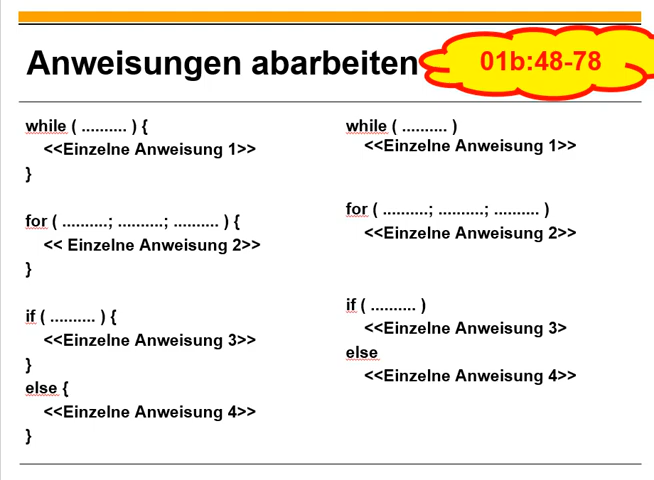 Anweisungen abarbeiten
01b:48-78
while ( .......... ) {
<<Einzelne Anweisung 1>>
}
for ( ..........; ..........; .......... ) {
<< Einzelne Anweisung 2>>
}
if ( .......... ) {
<<Einzelne Anweisung 3>>
}
else {
<<Einzelne Anweisung 4>>
}
while ( .......... )
<<Einzelne Anweisung 1>>
for ( ..........; ..........; .......... )
<<Einzelne Anweisung 2>>
if ( .......... )
<<Einzelne Anweisung 3>
else
<<Einzelne Anweisung 4>>